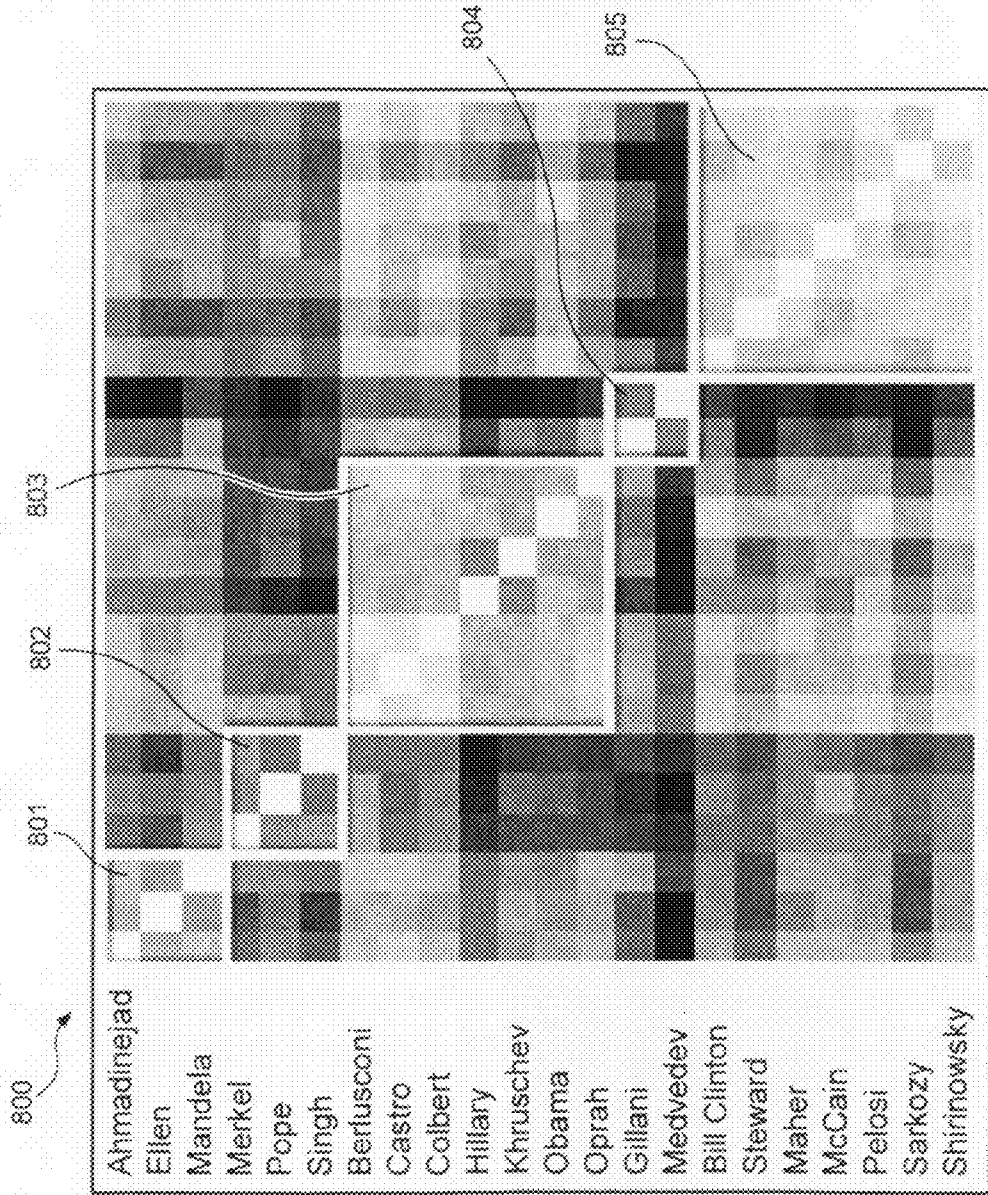 800
801
802
803
804
805
Ahmadinejad
Ellen
Mandela
Merkel
Pope
Singh
Berlusconi
Castro
Colbert
Hillary
Khruschev
Obama
Oprah
Gillani
Medvedev
Bill Clinton
Steward
Maher
McCain
Pelosi
Sarkozy
Shirinowsky